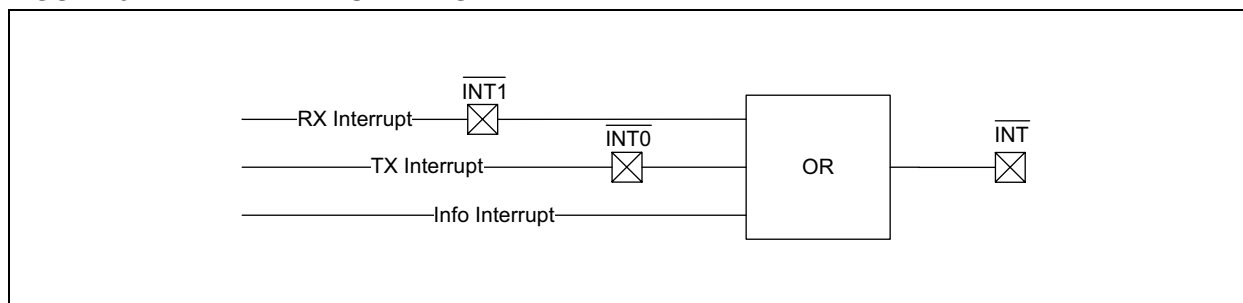 INT1
RX Interrupt
INT0
INT
TX Interrupt
OR
Info Interrupt